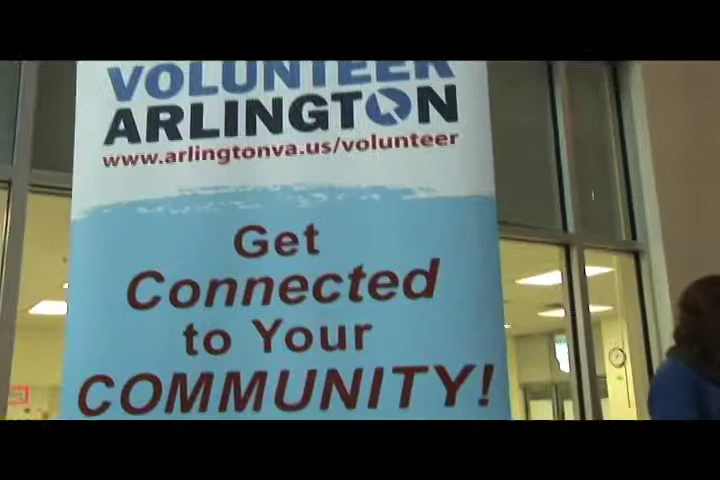 VOLUNTEER
ARLINGTON
www.arlingtonva.us/volunteer
Get
Connected
to Your
COMMUNITY!